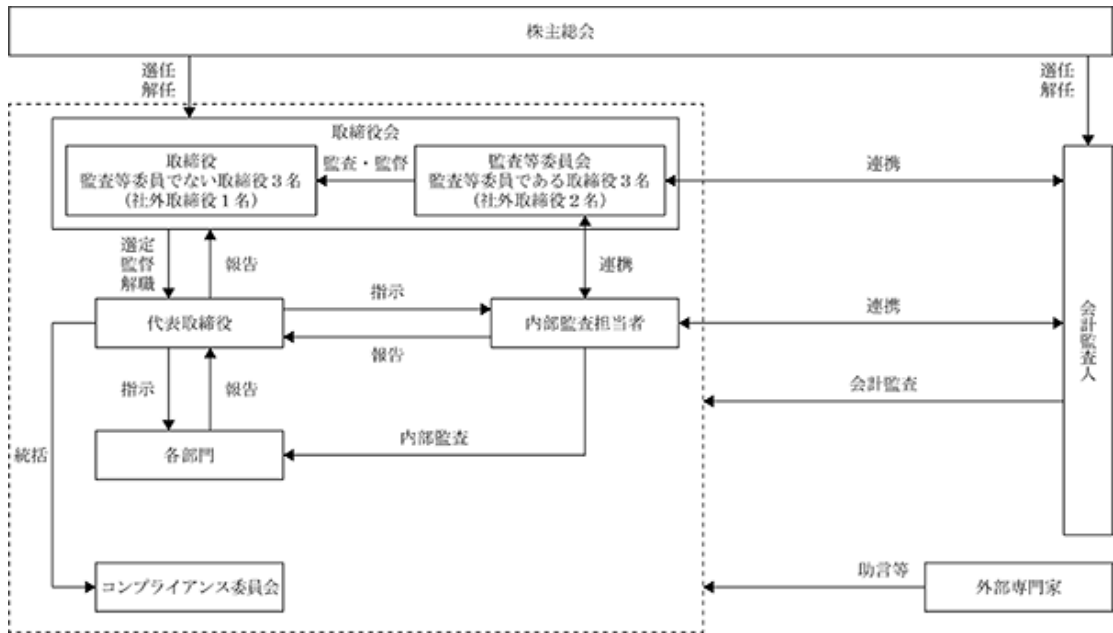 株主総会
選任
解任
選任
解任
取締役会
取締役
監査等委員でない取締役3名
(社外取締役1名)
監査・監督
監査等委員会
監査等委員である取締役3名
(社外取締役2名)
連携
選定
監督
解職
報告
連携
指示
代表取締役
内部監査担当者
連携
報告
会計監査人
指示
報告
会計監査
内部監査
各部門
統括
コンプライアンス委員会
助言等
外部専門家